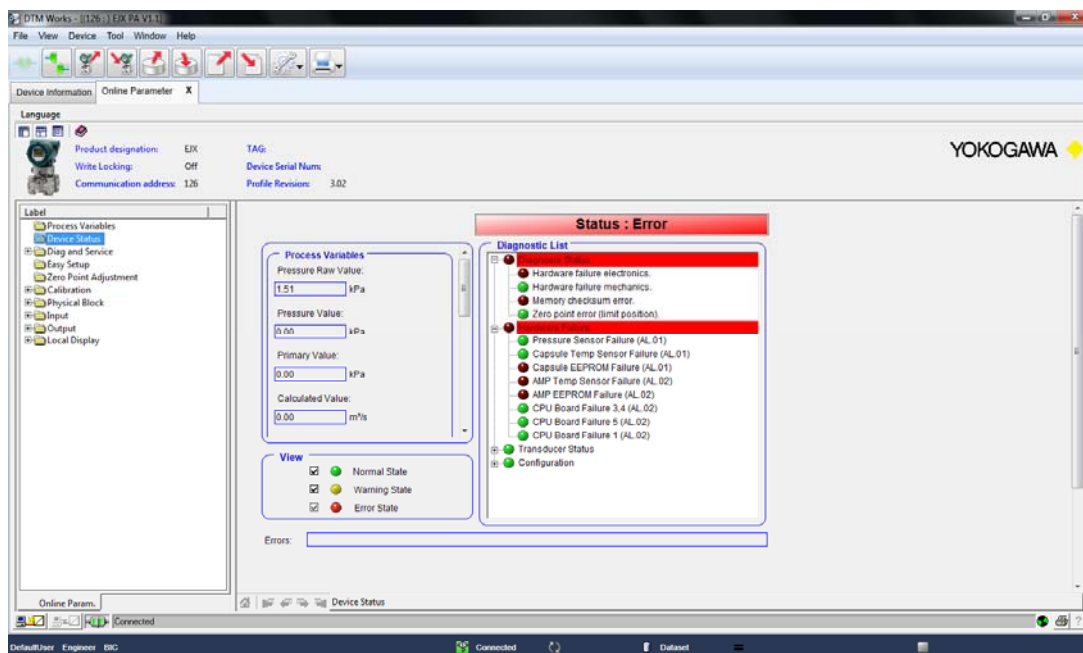 DTM Works - [(126 : ) EJX PA V1.1]
File View Device Tool Window Help
Device Information Online Parameter X
Language
Product designation: EJX TAG:
Write Locking: Off Device Serial Num:
Communication address: 126 Profile Revision: 3.02
YOKOGAWA
Label
Process Variables
Device Status
Diag and Service
Easy Setup
Zero Point Adjustment
Calibration
Physical Block
Input
Output
Local Display
Online Param.
Status : Error
Process Variables
Pressure Raw Value:
1.51 kPa
Pressure Value:
0.00 kPa
Primary Value:
0.00 kPa
Calculated Value:
0.00 m³/s
View
Normal State
Warning State
Error State
Diagnostic List
Diagnosis Status
Hardware failure electronics.
Hardware failure mechanics.
Memory checksum error.
Zero point error (limit position).
Hardware Failure
Pressure Sensor Failure (AL.01)
Capsule Temp Sensor Failure (AL.01)
Capsule EEPROM Failure (AL.01)
AMP Temp Sensor Failure (AL.02)
AMP EEPROM Failure (AL.02)
CPU Board Failure 3,4 (AL.02)
CPU Board Failure 5 (AL.02)
CPU Board Failure 1 (AL.02)
Transducer Status
Configuration
Errors:
Device Status
Connected
DefaultUser Engineer BIG Connected Dataset